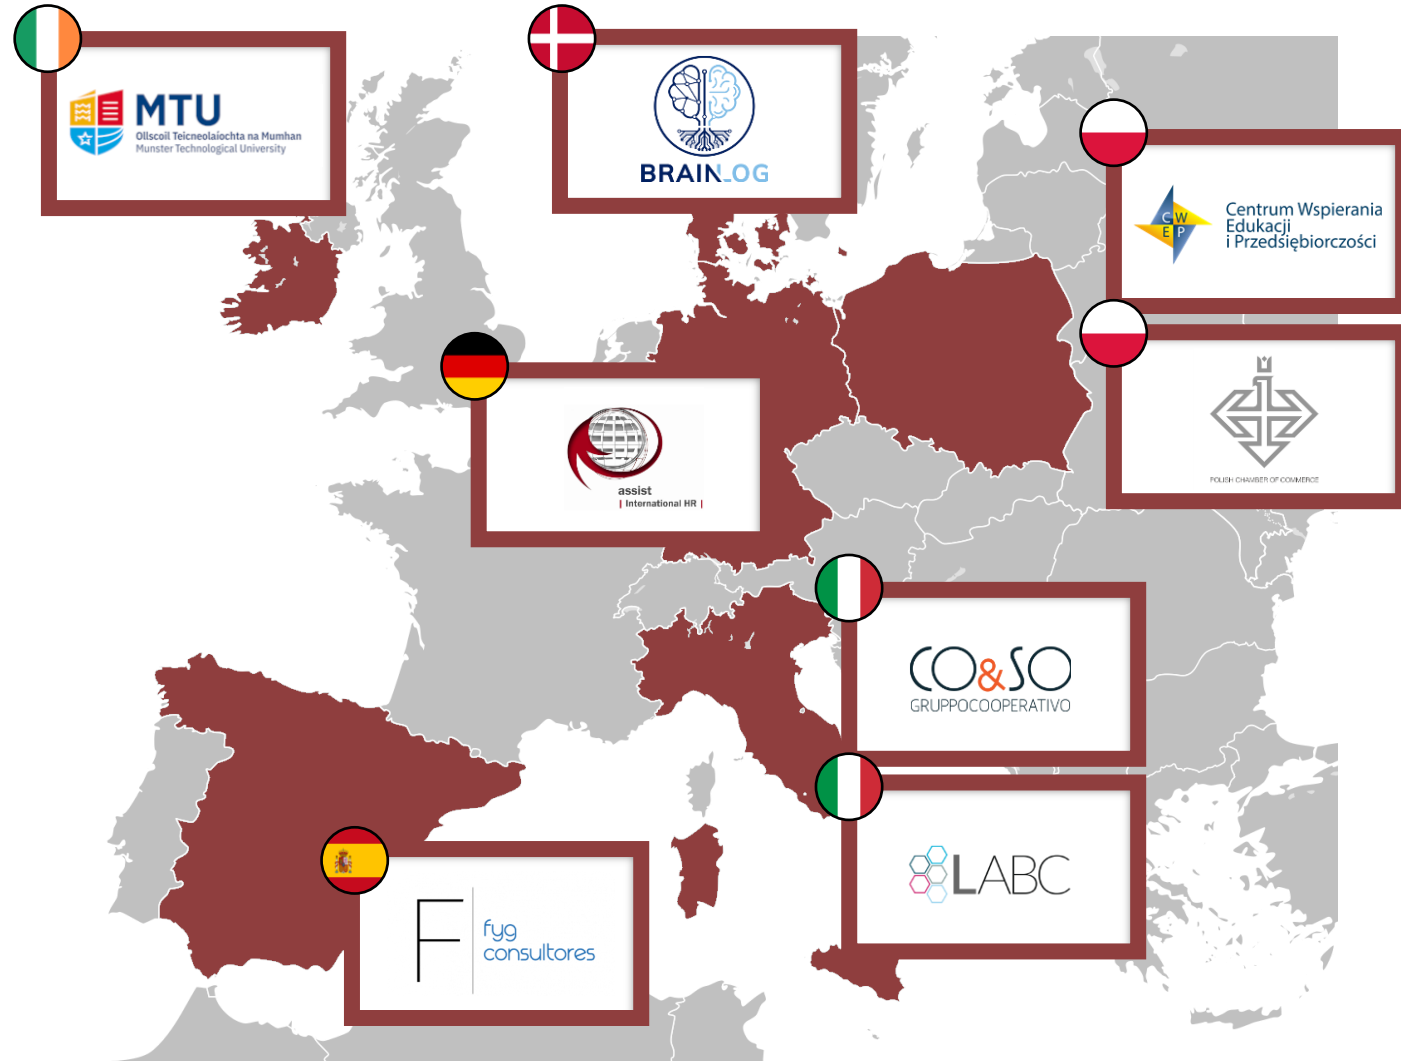 MTU
Ollscoil Teicneolaíochta na Mumhan
Munster Technological University
BRAINLOG
C W
E P
Centrum Wspierania
Edukacji
i Przedsiębiorczości
assist
| International HR |
POLISH CHAMBER OF COMMERCE
CO&SO
GRUPPOCOOPERATIVO
LABC
F
fyg
consultores